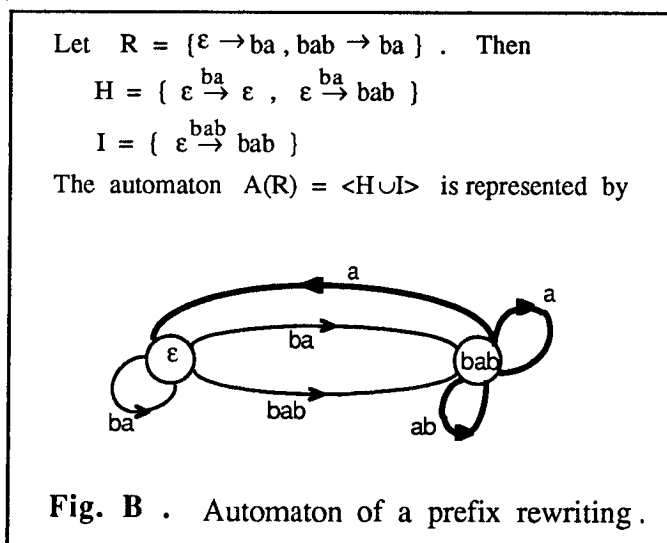 Let R = {ε → ba , bab → ba } . Then
H = { ε →^{ba} ε , ε →^{ba} bab }
I = { ε →^{bab} bab }
The automaton A(R) = <H∪I> is represented by
a
a
ε
ba
bab
bab
ab
ba
Fig. B . Automaton of a prefix rewriting.